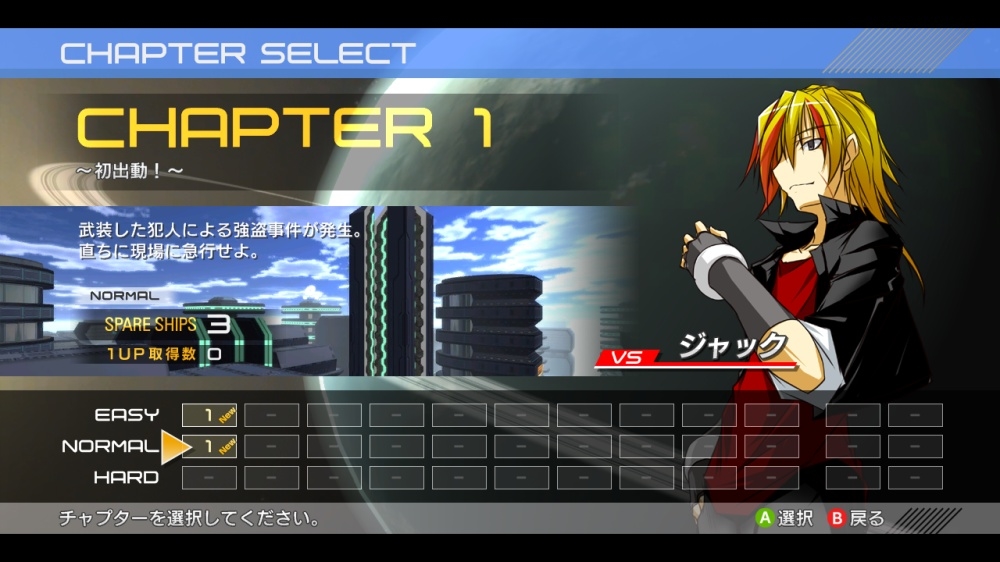 CHAPTER SELECT
CHAPTER 1
～初出動！～
武装した犯人による強盗事件が発生。
直ちに現場に急行せよ。
NORMAL
SPARE SHIPS 3
1UP 取得数 0
VS ジャック
EASY 1 New - - - - - - - - - - -
NORMAL 1 New - - - - - - - - - - -
HARD - - - - - - - - - - - -
チャプターを選択してください。
A 選択 B 戻る